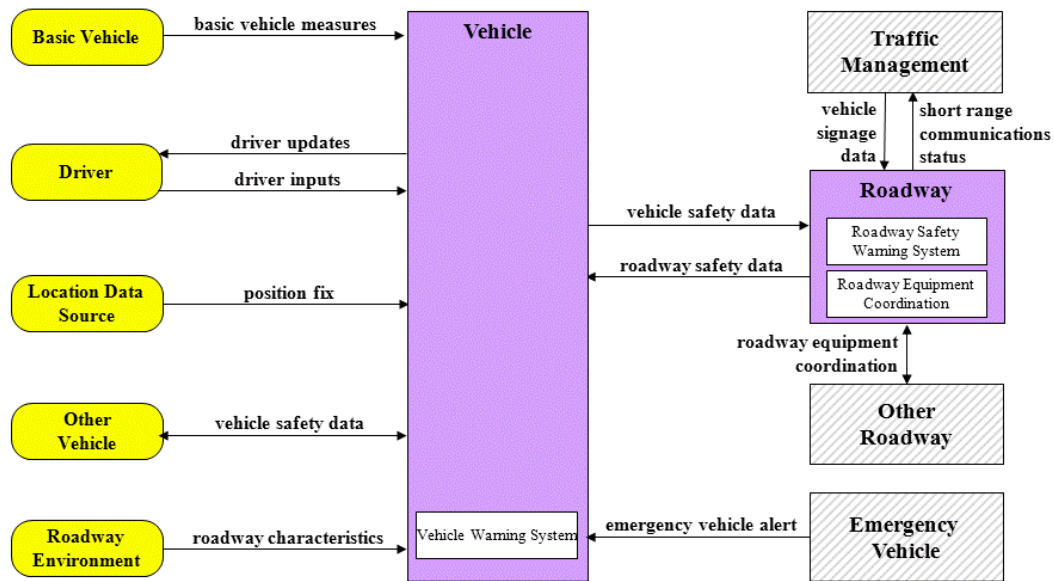 Basic Vehicle
basic vehicle measures
Vehicle
Traffic
Management
vehicle
signage
data
short range
communications
status
Driver
driver updates
driver inputs
Roadway
Roadway Safety
Warning System
Roadway Equipment
Coordination
vehicle safety data
roadway safety data
Location Data
Source
position fix
roadway equipment
coordination
Other
Vehicle
vehicle safety data
Other
Roadway
Roadway
Environment
roadway characteristics
Vehicle Warning System
emergency vehicle alert
Emergency
Vehicle